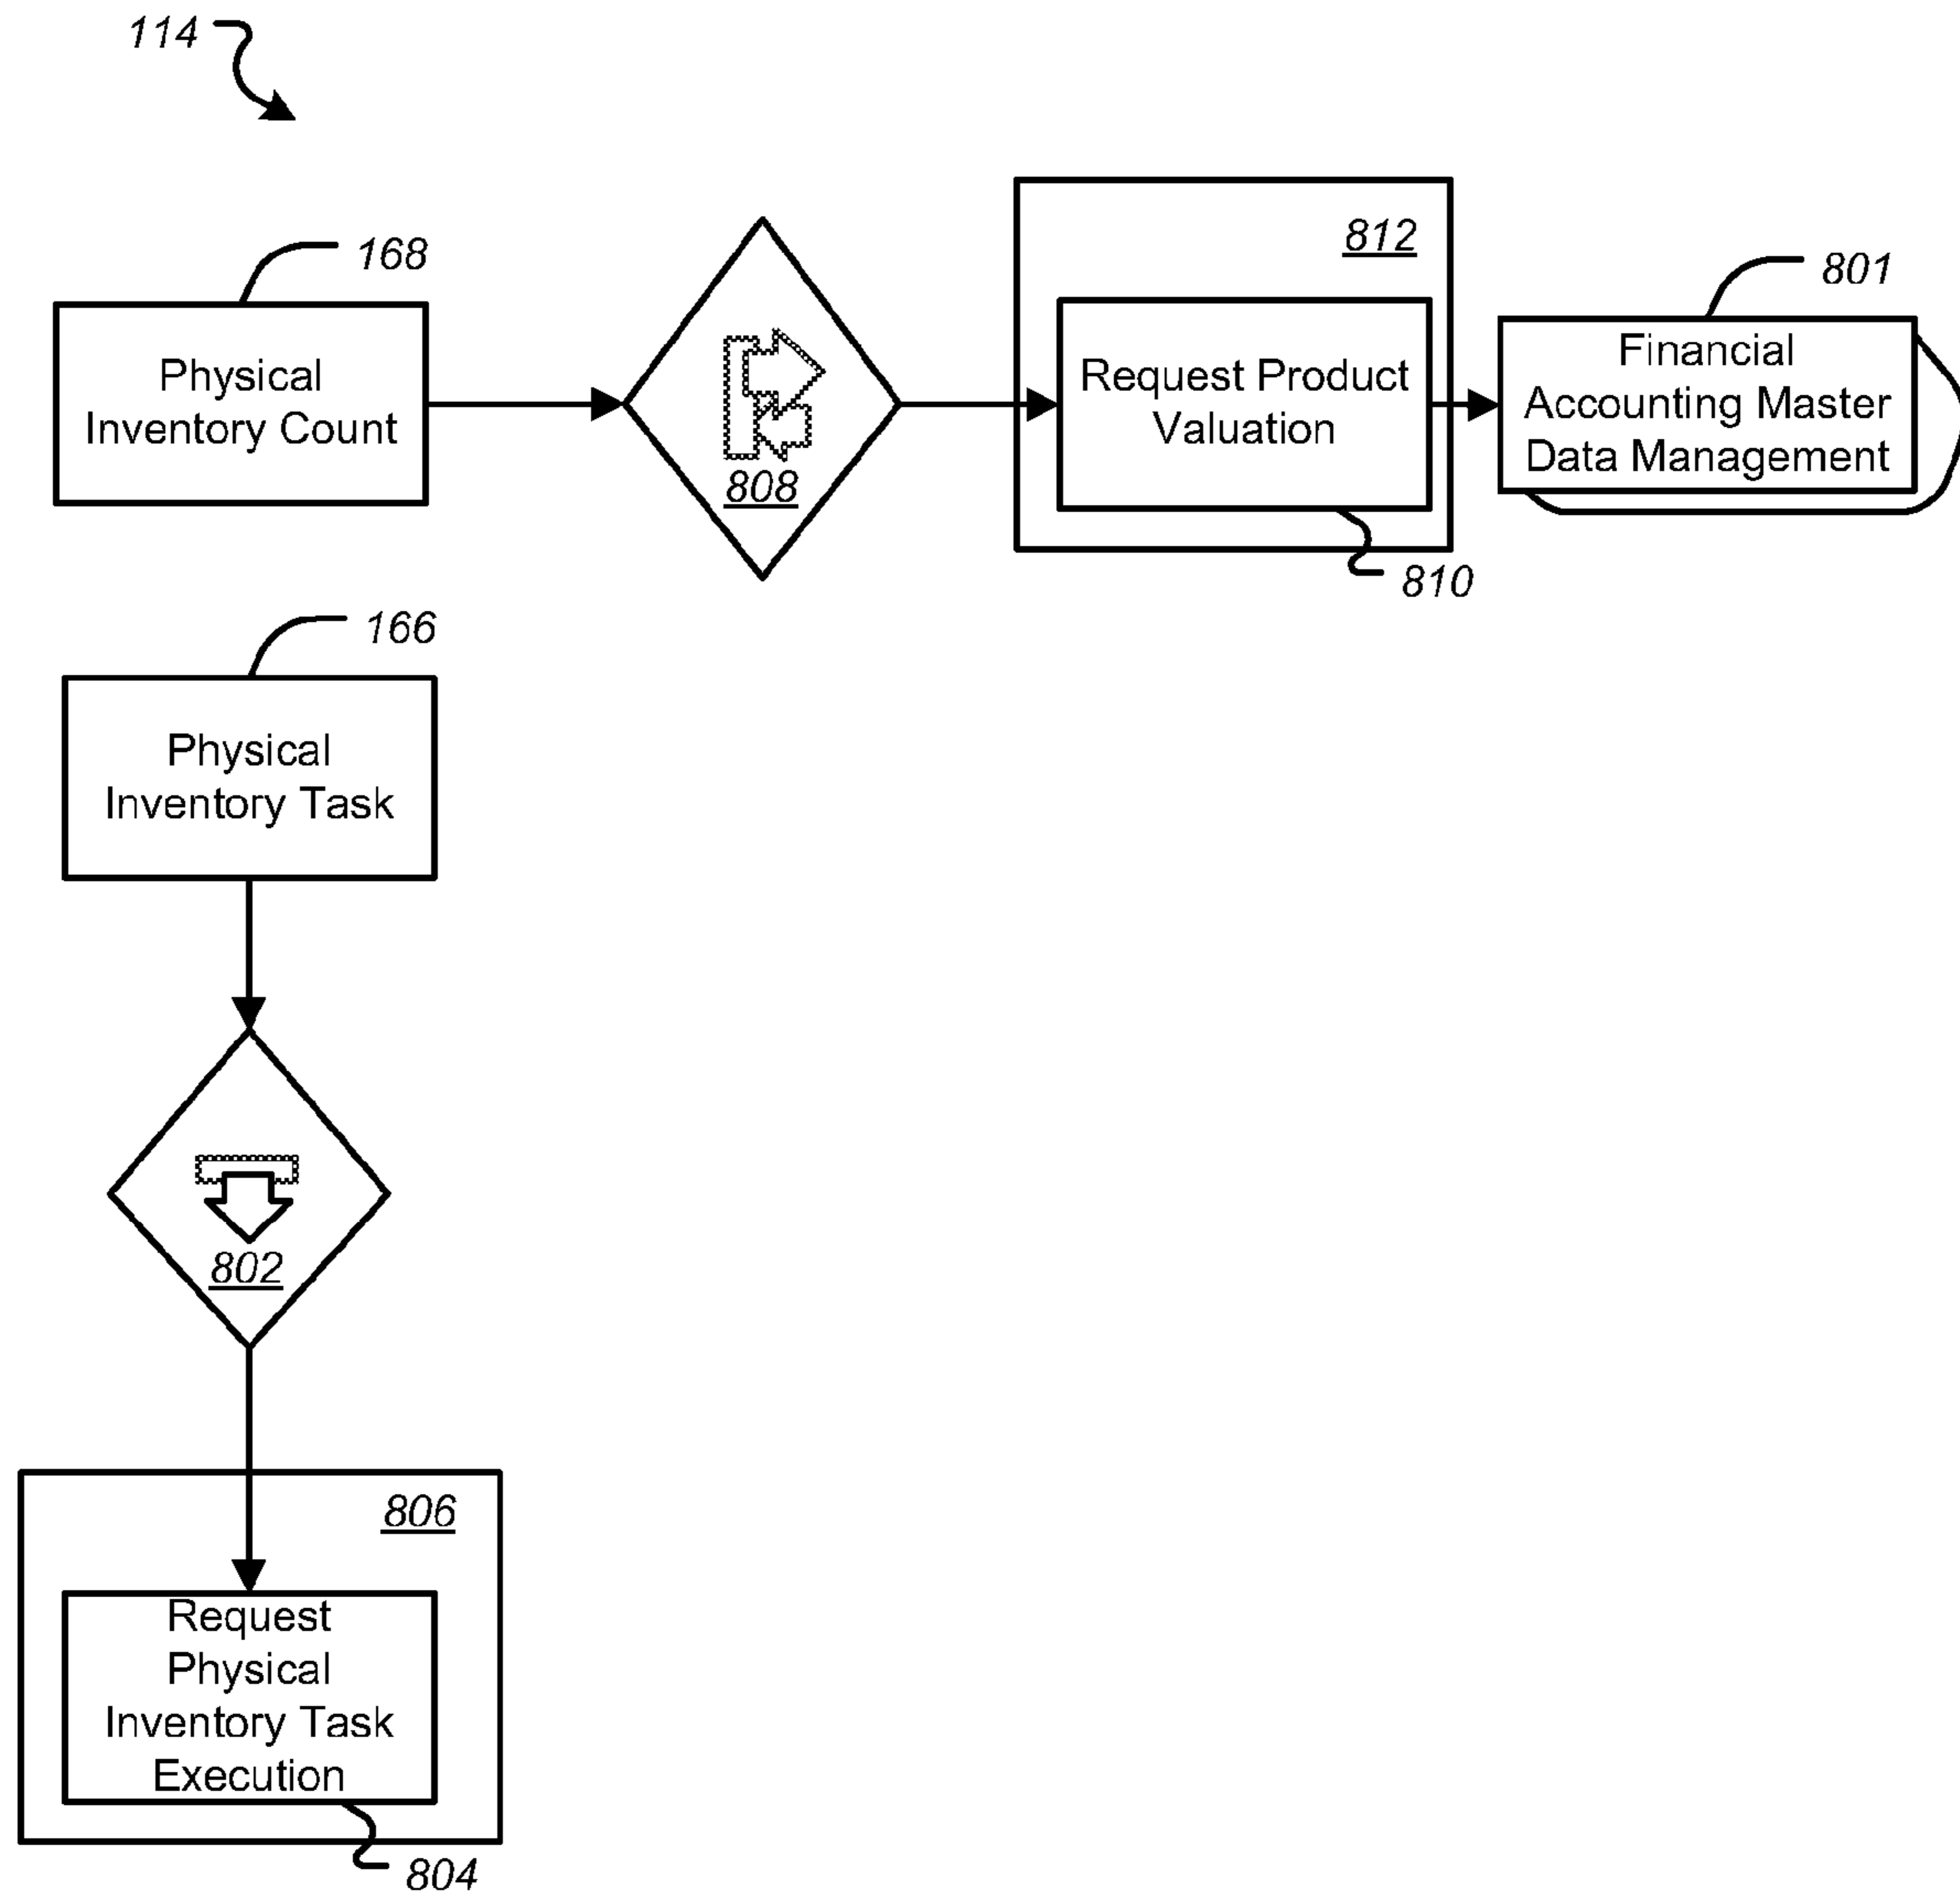 114
168
Physical
Inventory Count
808
812
Request Product
Valuation
810
801
Financial
Accounting Master
Data Management
166
Physical
Inventory Task
802
806
Request
Physical
Inventory Task
Execution
804